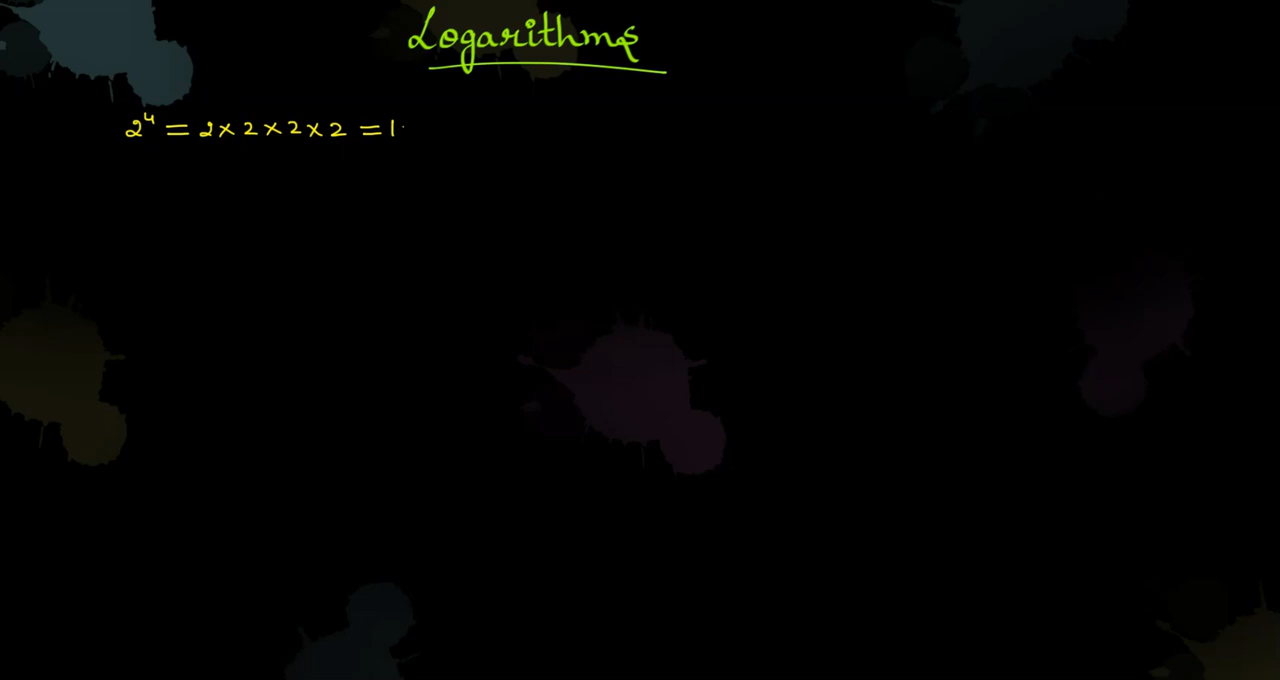 Logarithms
2⁴ = 2 × 2 × 2 × 2 = 1